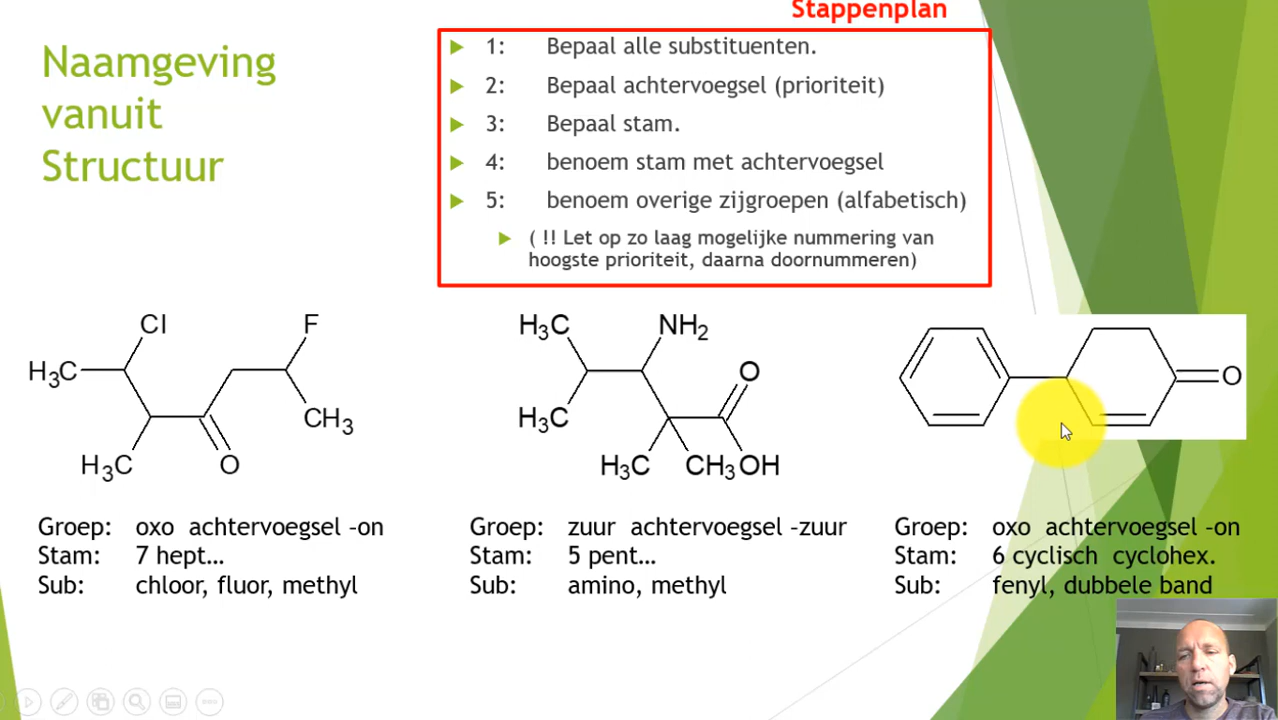 Stappenplan
Naamgeving
vanuit
Structuur
1: Bepaal alle substituenten.
2: Bepaal achtervoegsel (prioriteit)
3: Bepaal stam.
4: benoem stam met achtervoegsel
5: benoem overige zijgroepen (alfabetisch)
( !! Let op zo laag mogelijke nummering van
hoogste prioriteit, daarna doornummeren)
Cl
F
H3C
CH3
H3C
O
H3C
NH2
O
H3C
H3C
CH3
OH
O
Groep: oxo achtervoegsel –on
Stam: 7 hept…
Sub: chloor, fluor, methyl
Groep: zuur achtervoegsel –zuur
Stam: 5 pent…
Sub: amino, methyl
Groep: oxo achtervoegsel –on
Stam: 6 cyclisch cyclohex.
Sub: fenyl, dubbele band